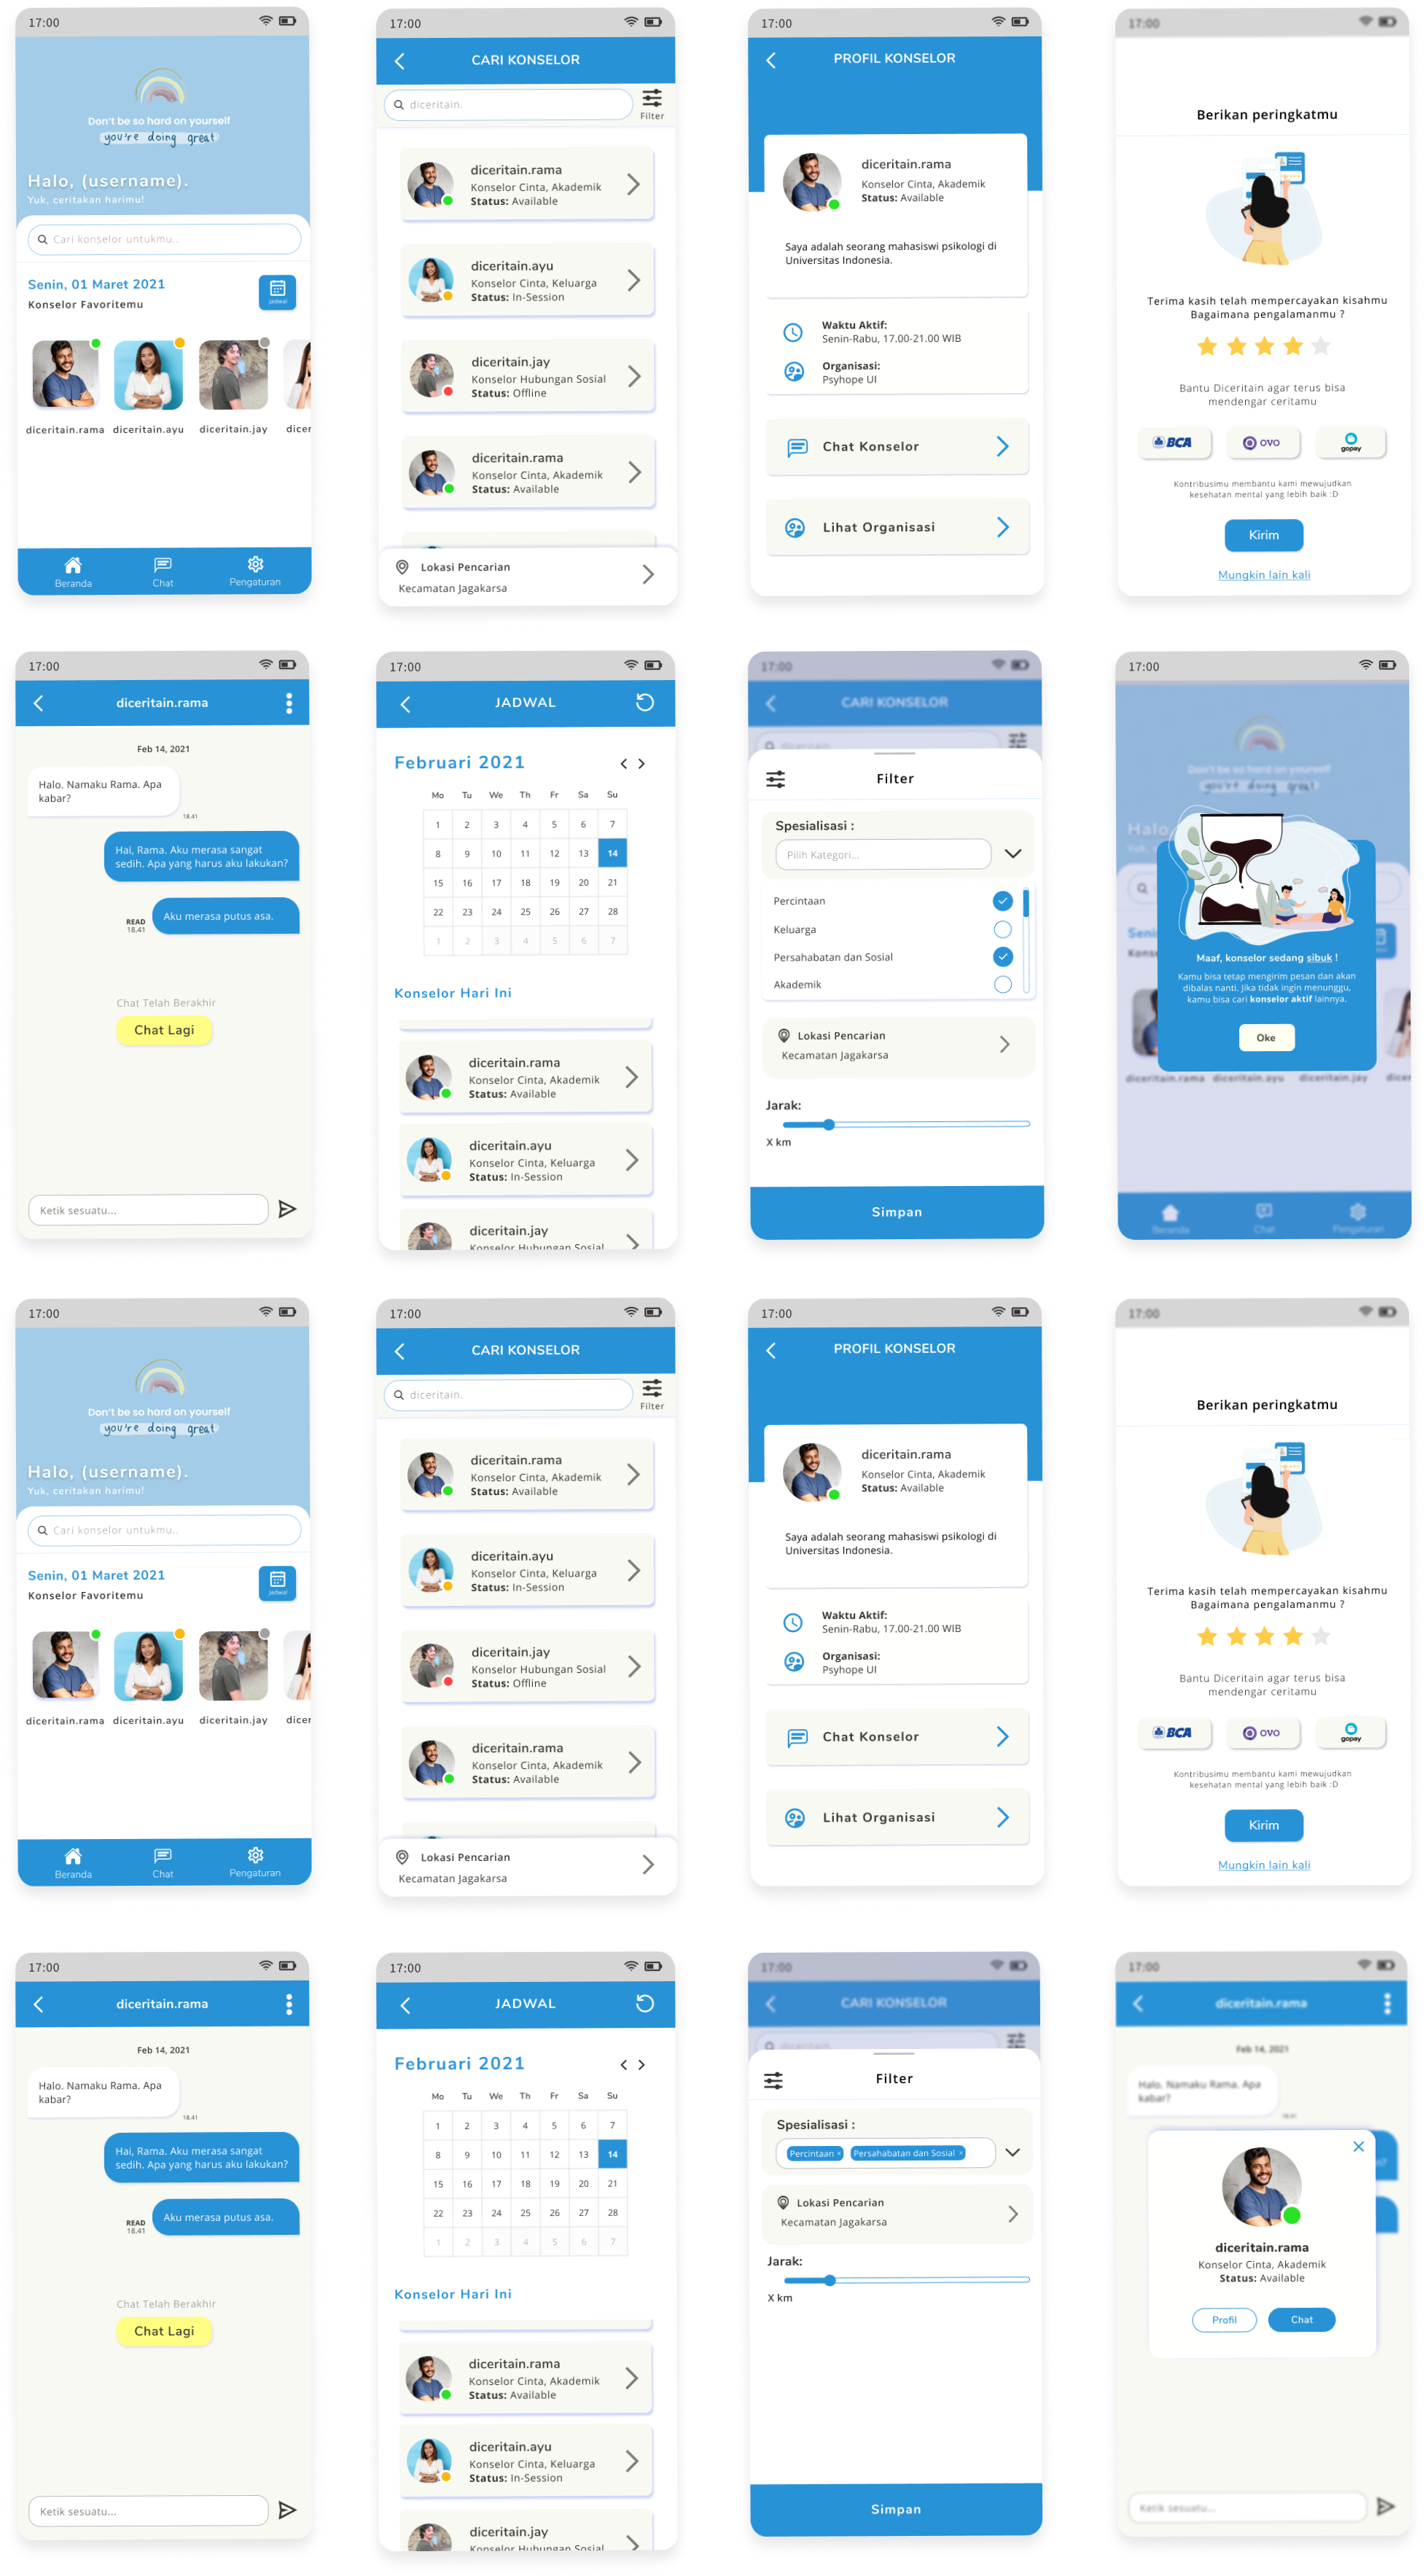 17:00
Don't be so hard on yourself
you're doing great
Halo, (username).
Yuk, ceritakan harimu!
Cari konselor untukmu..
Senin, 01 Maret 2021
Konselor Favoritemu
Jadwal
diceritain.rama diceritain.ayu diceritain.jay dicer
Beranda Chat Pengaturan
17:00
CARI KONSELOR
diceritain.
Filter
diceritain.rama
Konselor Cinta, Akademik
Status: Available
diceritain.ayu
Konselor Cinta, Keluarga
Status: In-Session
diceritain.jay
Konselor Hubungan Sosial
Status: Offline
diceritain.rama
Konselor Cinta, Akademik
Status: Available
Lokasi Pencarian
Kecamatan Jagakarsa
17:00
PROFIL KONSELOR
diceritain.rama
Konselor Cinta, Akademik
Status: Available
Saya adalah seorang mahasiswi psikologi di
Universitas Indonesia.
Waktu Aktif:
Senin-Rabu, 17.00-21.00 WIB
Organisasi:
Psyhope UI
Chat Konselor
Lihat Organisasi
17:00
Berikan peringkatmu
Terima kasih telah mempercayakan kisahmu
Bagaimana pengalamanmu ?
Bantu Diceritain agar terus bisa
mendengar ceritamu
BCA OVO gopay
Kontribusimu membantu kami mewujudkan
kesehatan mental yang lebih baik :D
Kirim
Mungkin lain kali
17:00
diceritain.rama
Feb 14, 2021
Halo. Namaku Rama. Apa
kabar?
18.41
Hai, Rama. Aku merasa sangat
sedih. Apa yang harus aku lakukan?
READ
18.41
Aku merasa putus asa.
Chat Telah Berakhir
Chat Lagi
Ketik sesuatu...
17:00
JADWAL
Februari 2021
Mo Tu We Th Fr Sa Su
1 2 3 4 5 6 7
8 9 10 11 12 13 14
15 16 17 18 19 20 21
22 23 24 25 26 27 28
1 2 3 4 5 6 7
Konselor Hari Ini
diceritain.rama
Konselor Cinta, Akademik
Status: Available
diceritain.ayu
Konselor Cinta, Keluarga
Status: In-Session
diceritain.jay
Konselor Hubungan Sosial
17:00
CARI KONSELOR
diceritain.
Filter
Spesialisasi :
Pilih Kategori...
Percintaan
Keluarga
Persahabatan dan Sosial
Akademik
Lokasi Pencarian
Kecamatan Jagakarsa
Jarak:
X km
Simpan
17:00
Don't be so hard on yourself
you're doing great
Halo
Yuk,
Seni
Kons
Maaf, konselor sedang sibuk !
Kamu bisa tetap mengirim pesan dan akan
dibalas nanti. Jika tidak ingin menunggu,
kamu bisa cari konselor aktif lainnya.
Oke
diceritain.rama diceritain.ayu diceritain.jay dicer
Beranda Chat Pengaturan
17:00
Don't be so hard on yourself
you're doing great
Halo, (username).
Yuk, ceritakan harimu!
Cari konselor untukmu..
Senin, 01 Maret 2021
Konselor Favoritemu
Jadwal
diceritain.rama diceritain.ayu diceritain.jay dicer
Beranda Chat Pengaturan
17:00
CARI KONSELOR
diceritain.
Filter
diceritain.rama
Konselor Cinta, Akademik
Status: Available
diceritain.ayu
Konselor Cinta, Keluarga
Status: In-Session
diceritain.jay
Konselor Hubungan Sosial
Status: Offline
diceritain.rama
Konselor Cinta, Akademik
Status: Available
Lokasi Pencarian
Kecamatan Jagakarsa
17:00
PROFIL KONSELOR
diceritain.rama
Konselor Cinta, Akademik
Status: Available
Saya adalah seorang mahasiswi psikologi di
Universitas Indonesia.
Waktu Aktif:
Senin-Rabu, 17.00-21.00 WIB
Organisasi:
Psyhope UI
Chat Konselor
Lihat Organisasi
17:00
Berikan peringkatmu
Terima kasih telah mempercayakan kisahmu
Bagaimana pengalamanmu ?
Bantu Diceritain agar terus bisa
mendengar ceritamu
BCA OVO gopay
Kontribusimu membantu kami mewujudkan
kesehatan mental yang lebih baik :D
Kirim
Mungkin lain kali
17:00
diceritain.rama
Feb 14, 2021
Halo. Namaku Rama. Apa
kabar?
18.41
Hai, Rama. Aku merasa sangat
sedih. Apa yang harus aku lakukan?
READ
18.41
Aku merasa putus asa.
Chat Telah Berakhir
Chat Lagi
Ketik sesuatu...
17:00
JADWAL
Februari 2021
Mo Tu We Th Fr Sa Su
1 2 3 4 5 6 7
8 9 10 11 12 13 14
15 16 17 18 19 20 21
22 23 24 25 26 27 28
1 2 3 4 5 6 7
Konselor Hari Ini
diceritain.rama
Konselor Cinta, Akademik
Status: Available
diceritain.ayu
Konselor Cinta, Keluarga
Status: In-Session
diceritain.jay
Konselor Hubungan Sosial
17:00
CARI KONSELOR
diceritain.
Filter
Spesialisasi :
Percintaan × Persahabatan dan Sosial ×
Lokasi Pencarian
Kecamatan Jagakarsa
Jarak:
X km
Simpan
17:00
diceritain.rama
Feb 14, 2021
Halo. Namaku Rama. Apa
kabar?
18.41
n?
diceritain.rama
Konselor Cinta, Akademik
Status: Available
Profil Chat
Ketik sesuatu...